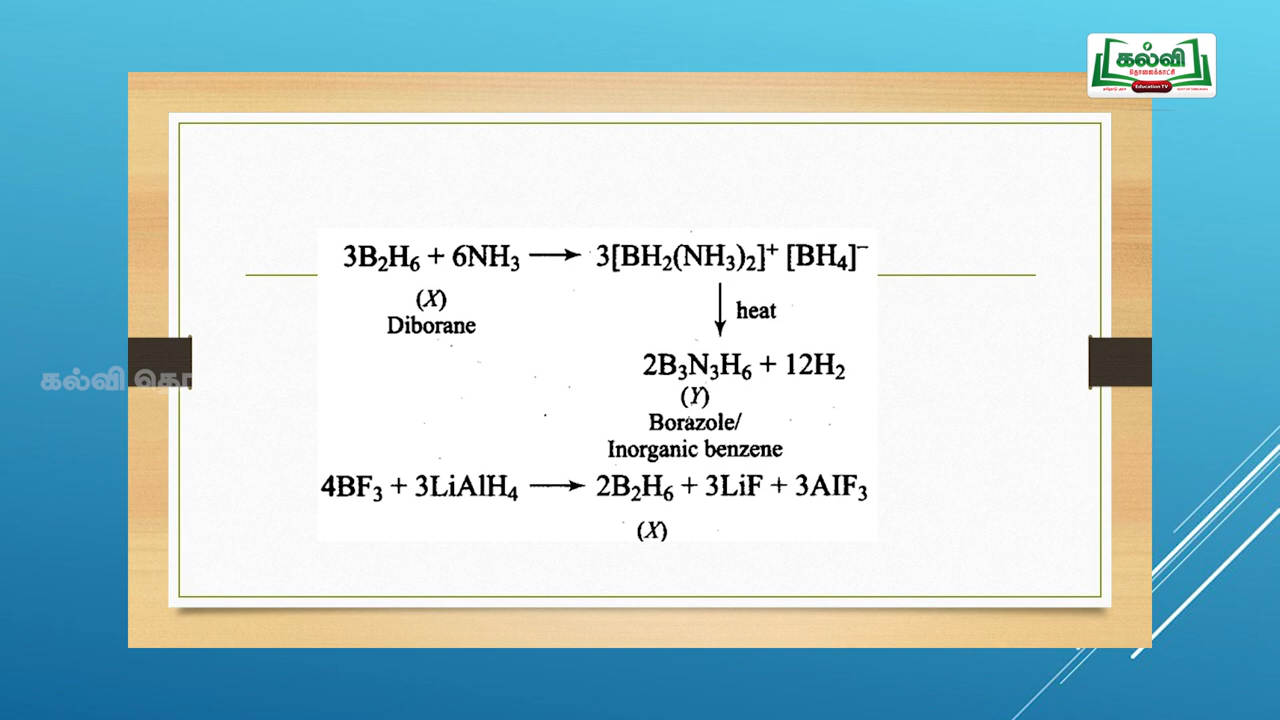 கல்வி
தொலைக்காட்சி
Education TV
3B₂H₆ + 6NH₃ ⟶ 3[BH₂(NH₃)₂]⁺ [BH₄]⁻
(X)
Diborane
heat
2B₃N₃H₆ + 12H₂
(Y)
Borazole/
Inorganic benzene
4BF₃ + 3LiAlH₄ ⟶ 2B₂H₆ + 3LiF + 3AlF₃
(X)
கல்வி தொ